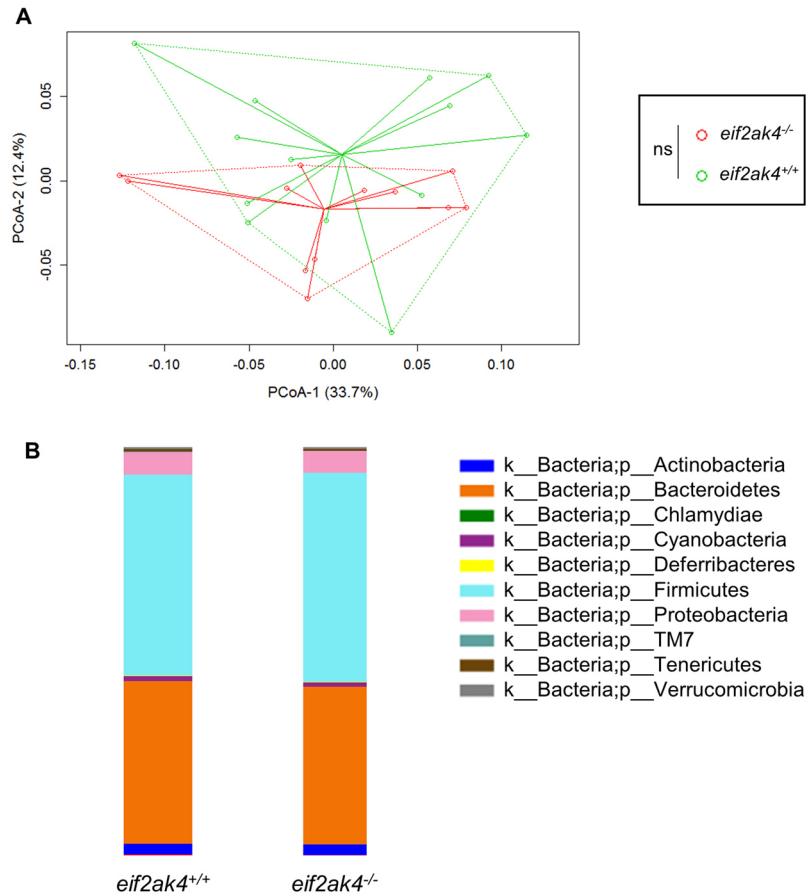 A
PCoA-2 (12.4%)
0.05
0.00
-0.05
-0.15
-0.10
-0.05
0.00
0.05
0.10
PCoA-1 (33.7%)
ns
eif2ak4-/-
eif2ak4+/+
B
k__Bacteria;p__Actinobacteria
k__Bacteria;p__Bacteroidetes
k__Bacteria;p__Chlamydiae
k__Bacteria;p__Cyanobacteria
k__Bacteria;p__Deferribacteres
k__Bacteria;p__Firmicutes
k__Bacteria;p__Proteobacteria
k__Bacteria;p__TM7
k__Bacteria;p__Tenericutes
k__Bacteria;p__Verrucomicrobia
eif2ak4+/+
eif2ak4-/-